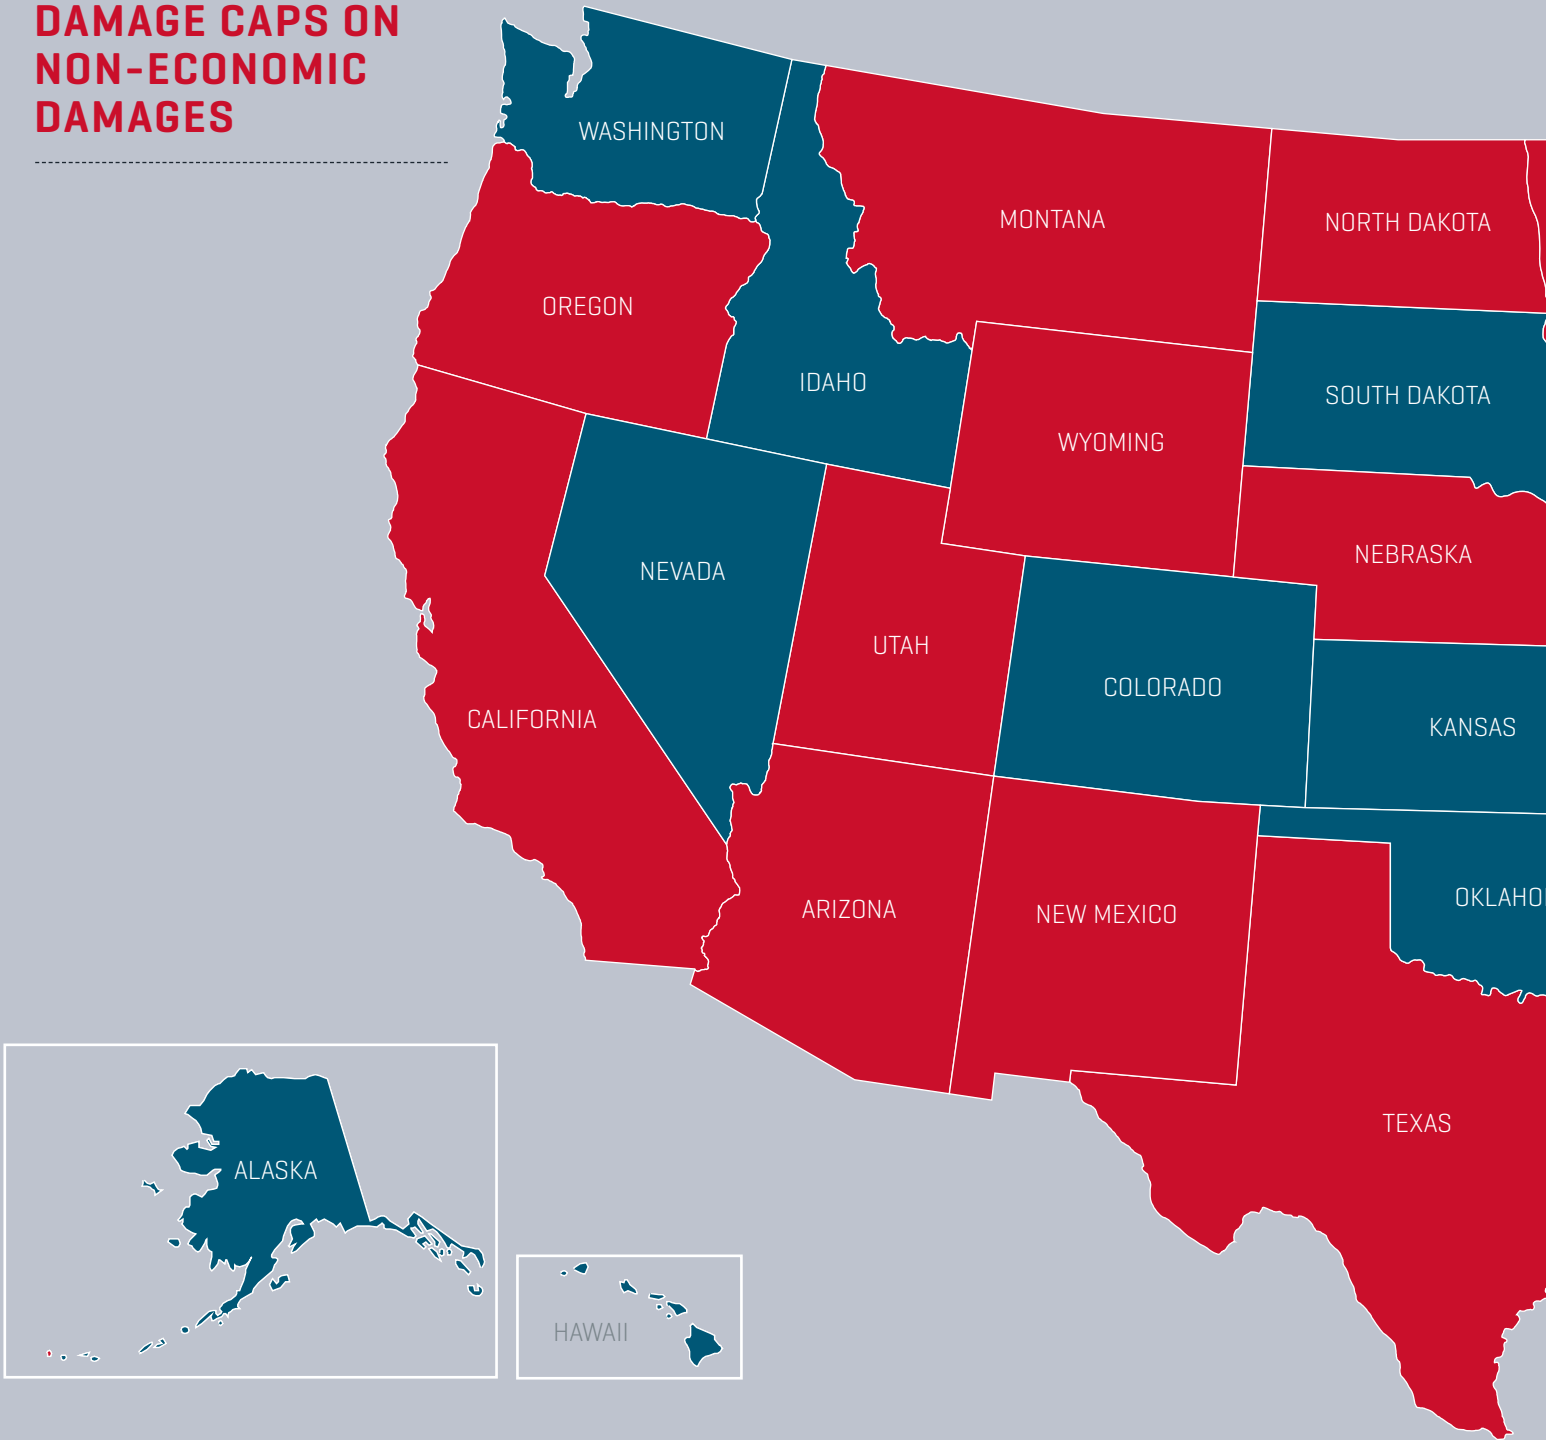 DAMAGE CAPS ON
NON-ECONOMIC
DAMAGES
WASHINGTON
MONTANA
NORTH DAKOTA
OREGON
IDAHO
SOUTH DAKOTA
WYOMING
NEBRASKA
NEVADA
UTAH
COLORADO
CALIFORNIA
KANSAS
OKLAHO
ARIZONA
NEW MEXICO
TEXAS
ALASKA
HAWAII